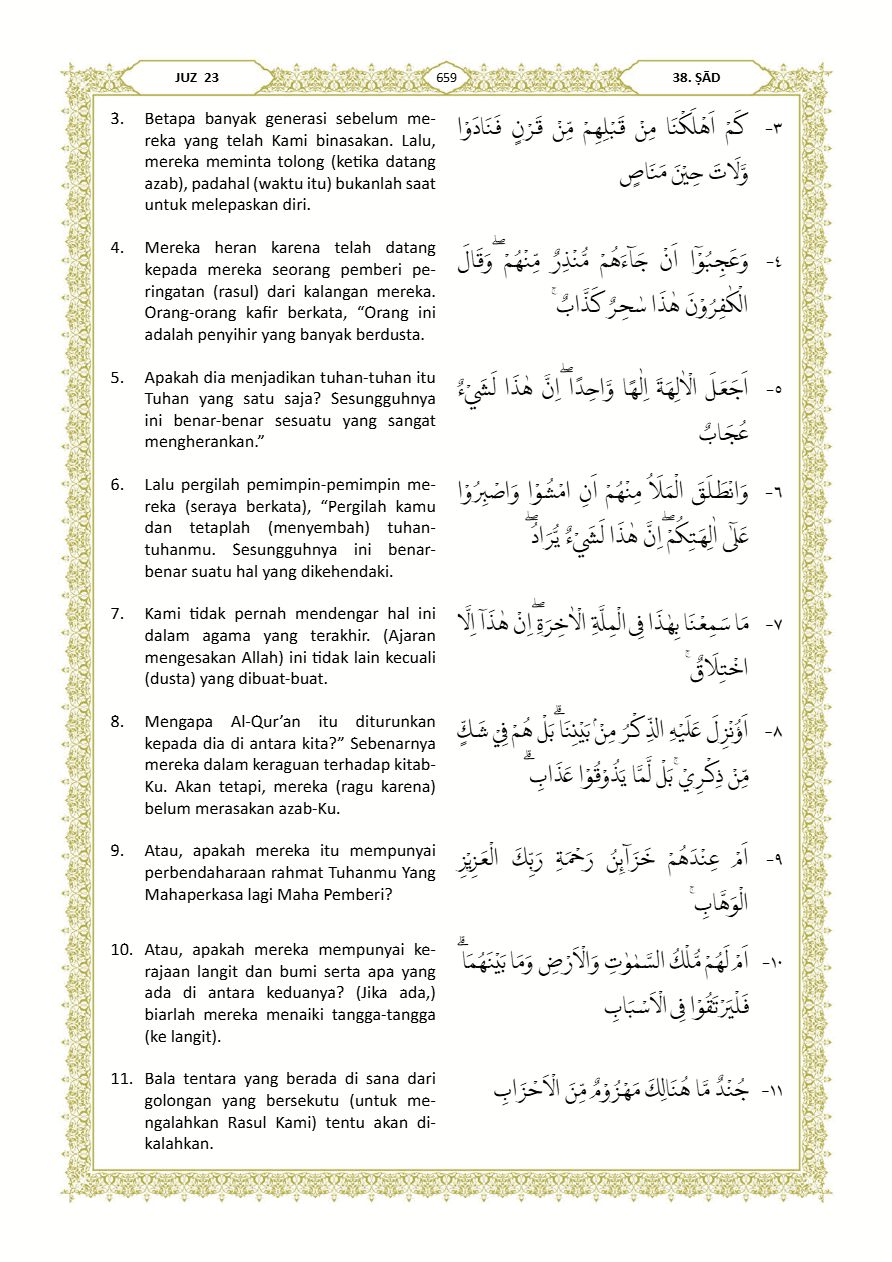 JUZ 23
659
38. ṢĀD
3. Betapa banyak generasi sebelum me-
reka yang telah Kami binasakan. Lalu,
mereka meminta tolong (ketika datang
azab), padahal (waktu itu) bukanlah saat
untuk melepaskan diri.
٣- كَمْ اَهْلَكْنَا مِنْ قَبْلِهِمْ مِّنْ قَرْنٍ فَنَادَوْا
وَّلَاتَ حِيْنَ مَنَاصٍ
4. Mereka heran karena telah datang
kepada mereka seorang pemberi pe-
ringatan (rasul) dari kalangan mereka.
Orang-orang kafir berkata, “Orang ini
adalah penyihir yang banyak berdusta.
٤- وَعَجِبُوْٓا اَنْ جَاۤءَهُمْ مُّنْذِرٌ مِّنْهُمْ ۖوَقَالَ
الْكٰفِرُوْنَ هٰذَا سٰحِرٌ كَذَّابٌۚ
5. Apakah dia menjadikan tuhan-tuhan itu
Tuhan yang satu saja? Sesungguhnya
ini benar-benar sesuatu yang sangat
mengherankan.”
٥- اَجَعَلَ الْاٰلِهَةَ اِلٰهًا وَّاحِدًا ۖاِنَّ هٰذَا لَشَيْءٌ
عُجَابٌ
6. Lalu pergilah pemimpin-pemimpin me-
reka (seraya berkata), “Pergilah kamu
dan tetaplah (menyembah) tuhan-
tuhanmu. Sesungguhnya ini benar-
benar suatu hal yang dikehendaki.
٦- وَانْطَلَقَ الْمَلَاُ مِنْهُمْ اَنِ امْشُوْا وَاصْبِرُوْا
عَلٰٓى اٰلِهَتِكُمْ ۖاِنَّ هٰذَا لَشَيْءٌ يُّرَادُ ۖ
7. Kami tidak pernah mendengar hal ini
dalam agama yang terakhir. (Ajaran
mengesakan Allah) ini tidak lain kecuali
(dusta) yang dibuat-buat.
٧- مَا سَمِعْنَا بِهٰذَا فِى الْمِلَّةِ الْاٰخِرَةِ ۖاِنْ هٰذَآ اِلَّا
اخْتِلَاقٌۚ
8. Mengapa Al-Qur’an itu diturunkan
kepada dia di antara kita?” Sebenarnya
mereka dalam keraguan terhadap kitab-
Ku. Akan tetapi, mereka (ragu karena)
belum merasakan azab-Ku.
٨- اَؤُنْزِلَ عَلَيْهِ الذِّكْرُ مِنْۢ بَيْنِنَا ۗبَلْ هُمْ فِيْ شَكٍّ
مِّنْ ذِكْرِيْۚ بَلْ لَّمَّا يَذُوْقُوْا عَذَابِ ۗ
9. Atau, apakah mereka itu mempunyai
perbendaharaan rahmat Tuhanmu Yang
Mahaperkasa lagi Maha Pemberi?
٩- اَمْ عِنْدَهُمْ خَزَاۤىِٕنُ رَحْمَةِ رَبِّكَ الْعَزِيْزِ
الْوَهَّابِۚ
10. Atau, apakah mereka mempunyai ke-
rajaan langit dan bumi serta apa yang
ada di antara keduanya? (Jika ada,)
biarlah mereka menaiki tangga-tangga
(ke langit).
١٠- اَمْ لَهُمْ مُّلْكُ السَّمٰوٰتِ وَالْاَرْضِ وَمَا بَيْنَهُمَا ۗ
فَلْيَرْتَقُوْا فِى الْاَسْبَابِ
11. Bala tentara yang berada di sana dari
golongan yang bersekutu (untuk me-
ngalahkan Rasul Kami) tentu akan di-
kalahkan.
١١- جُنْدٌ مَّا هُنَالِكَ مَهْزُوْمٌ مِّنَ الْاَحْزَابِ